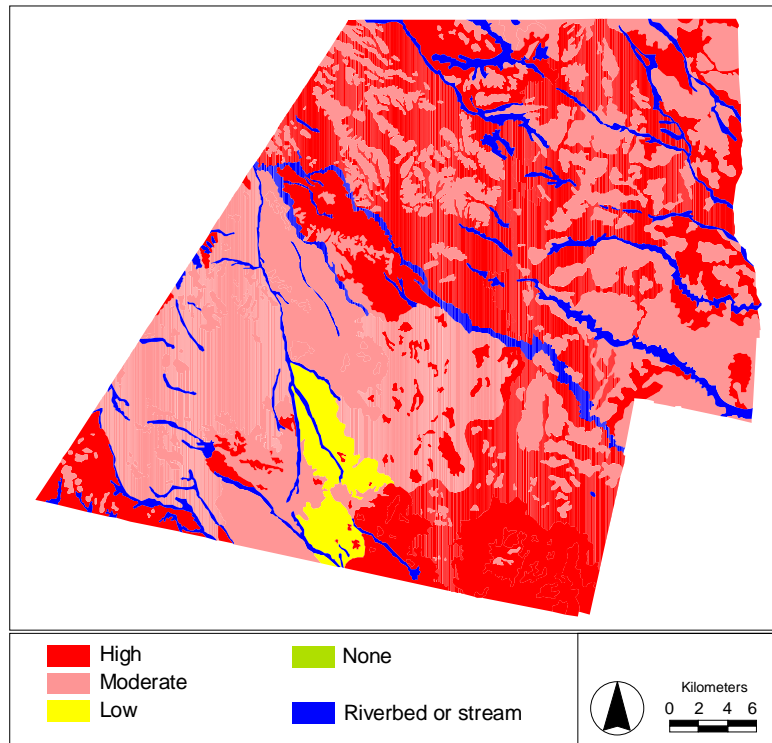 High
Moderate
Low
None
Riverbed or stream
Kilometers
0 2 4 6